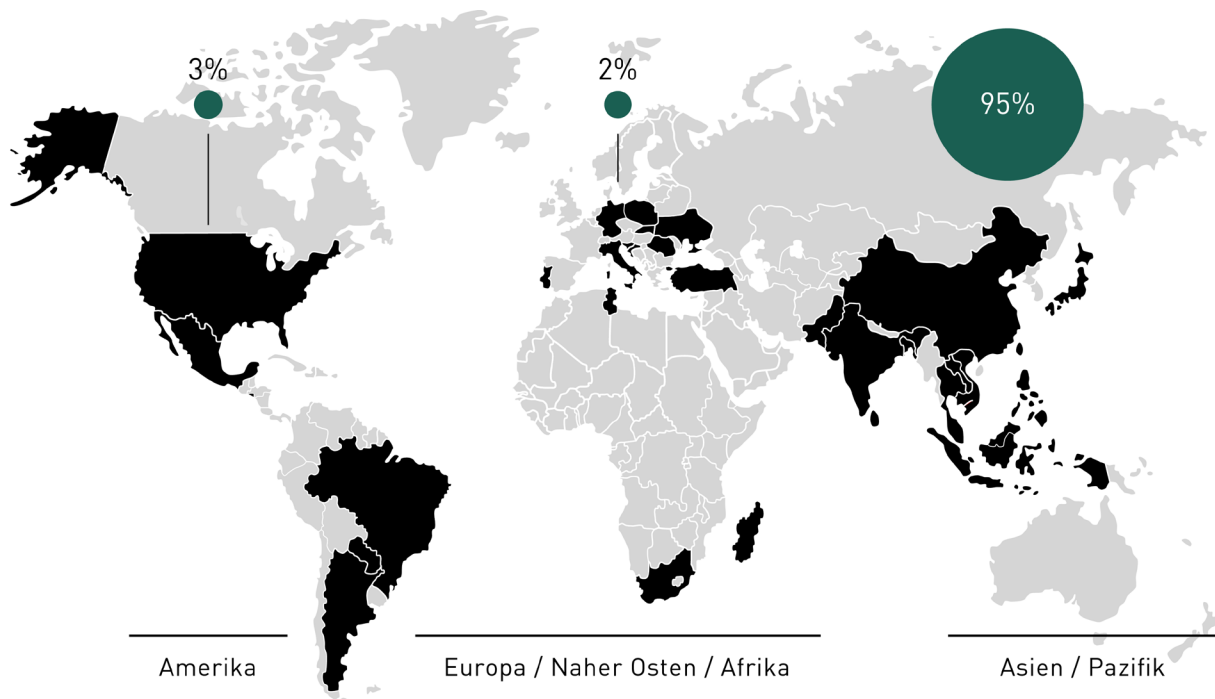 3%
2%
95%
Amerika
Europa / Naher Osten / Afrika
Asien / Pazifik